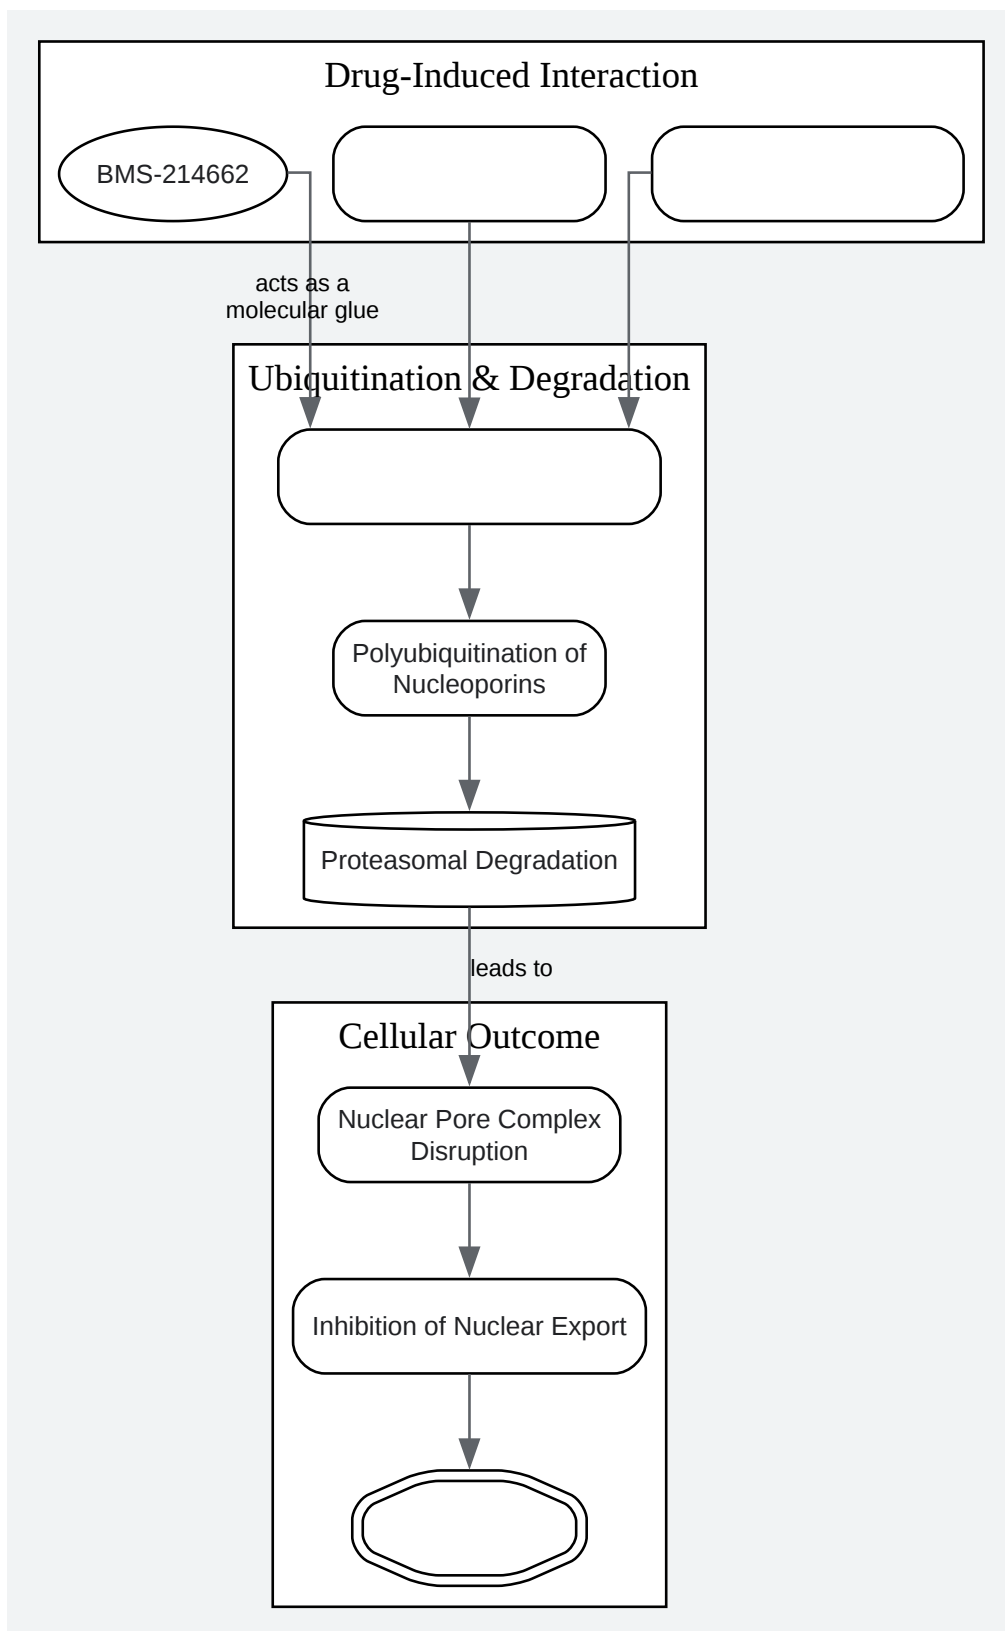 Drug-Induced Interaction
BMS-214662
acts as a
molecular glue
Ubiquitination & Degradation
Polyubiquitination of
Nucleoporins
Proteasomal Degradation
leads to
Cellular Outcome
Nuclear Pore Complex
Disruption
Inhibition of Nuclear Export